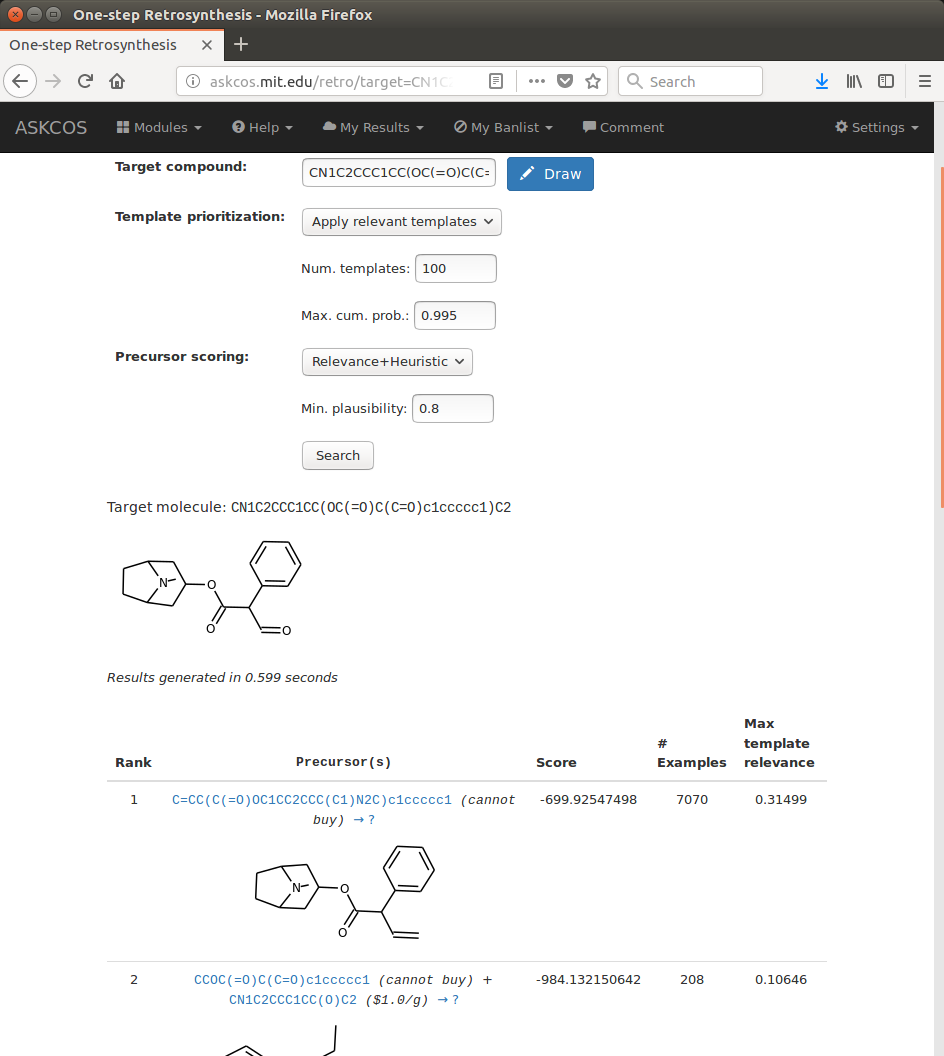 One-step Retrosynthesis - Mozilla Firefox
One-step Retrosynthesis
askcos.mit.edu/retro/target=CN1C
Search
ASKCOS Modules Help My Results My Banlist Comment Settings
Target compound: CN1C2CCC1CC(OC(=O)C(C= Draw
Template prioritization: Apply relevant templates
Num. templates: 100
Max. cum. prob.: 0.995
Precursor scoring: Relevance+Heuristic
Min. plausibility: 0.8
Search
Target molecule: CN1C2CCC1CC(OC(=O)C(C=O)c1ccccc1)C2
N O
O O
Results generated in 0.599 seconds
Rank Precursor(s) Score # Examples Max template relevance
1 C=CC(C(=O)OC1CC2CCC(C1)N2C)c1ccccc1 (cannot -699.92547498 7070 0.31499
buy) → ?
N O
O
2 CCOC(=O)C(C=O)c1ccccc1 (cannot buy) + -984.132150642 208 0.10646
CN1C2CCC1CC(O)C2 ($1.0/g) → ?